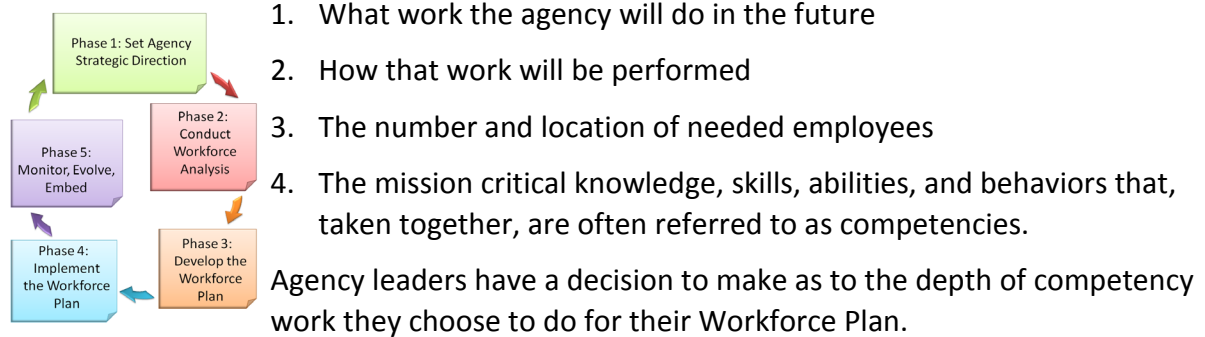 Phase 1: Set Agency
Strategic Direction
Phase 2:
Conduct
Workforce
Analysis
Phase 3:
Develop the
Workforce
Plan
Phase 4:
Implement
the Workforce
Plan
Phase 5:
Monitor, Evolve,
Embed
1. What work the agency will do in the future
2. How that work will be performed
3. The number and location of needed employees
4. The mission critical knowledge, skills, abilities, and behaviors that,
taken together, are often referred to as competencies.
Agency leaders have a decision to make as to the depth of competency
work they choose to do for their Workforce Plan.